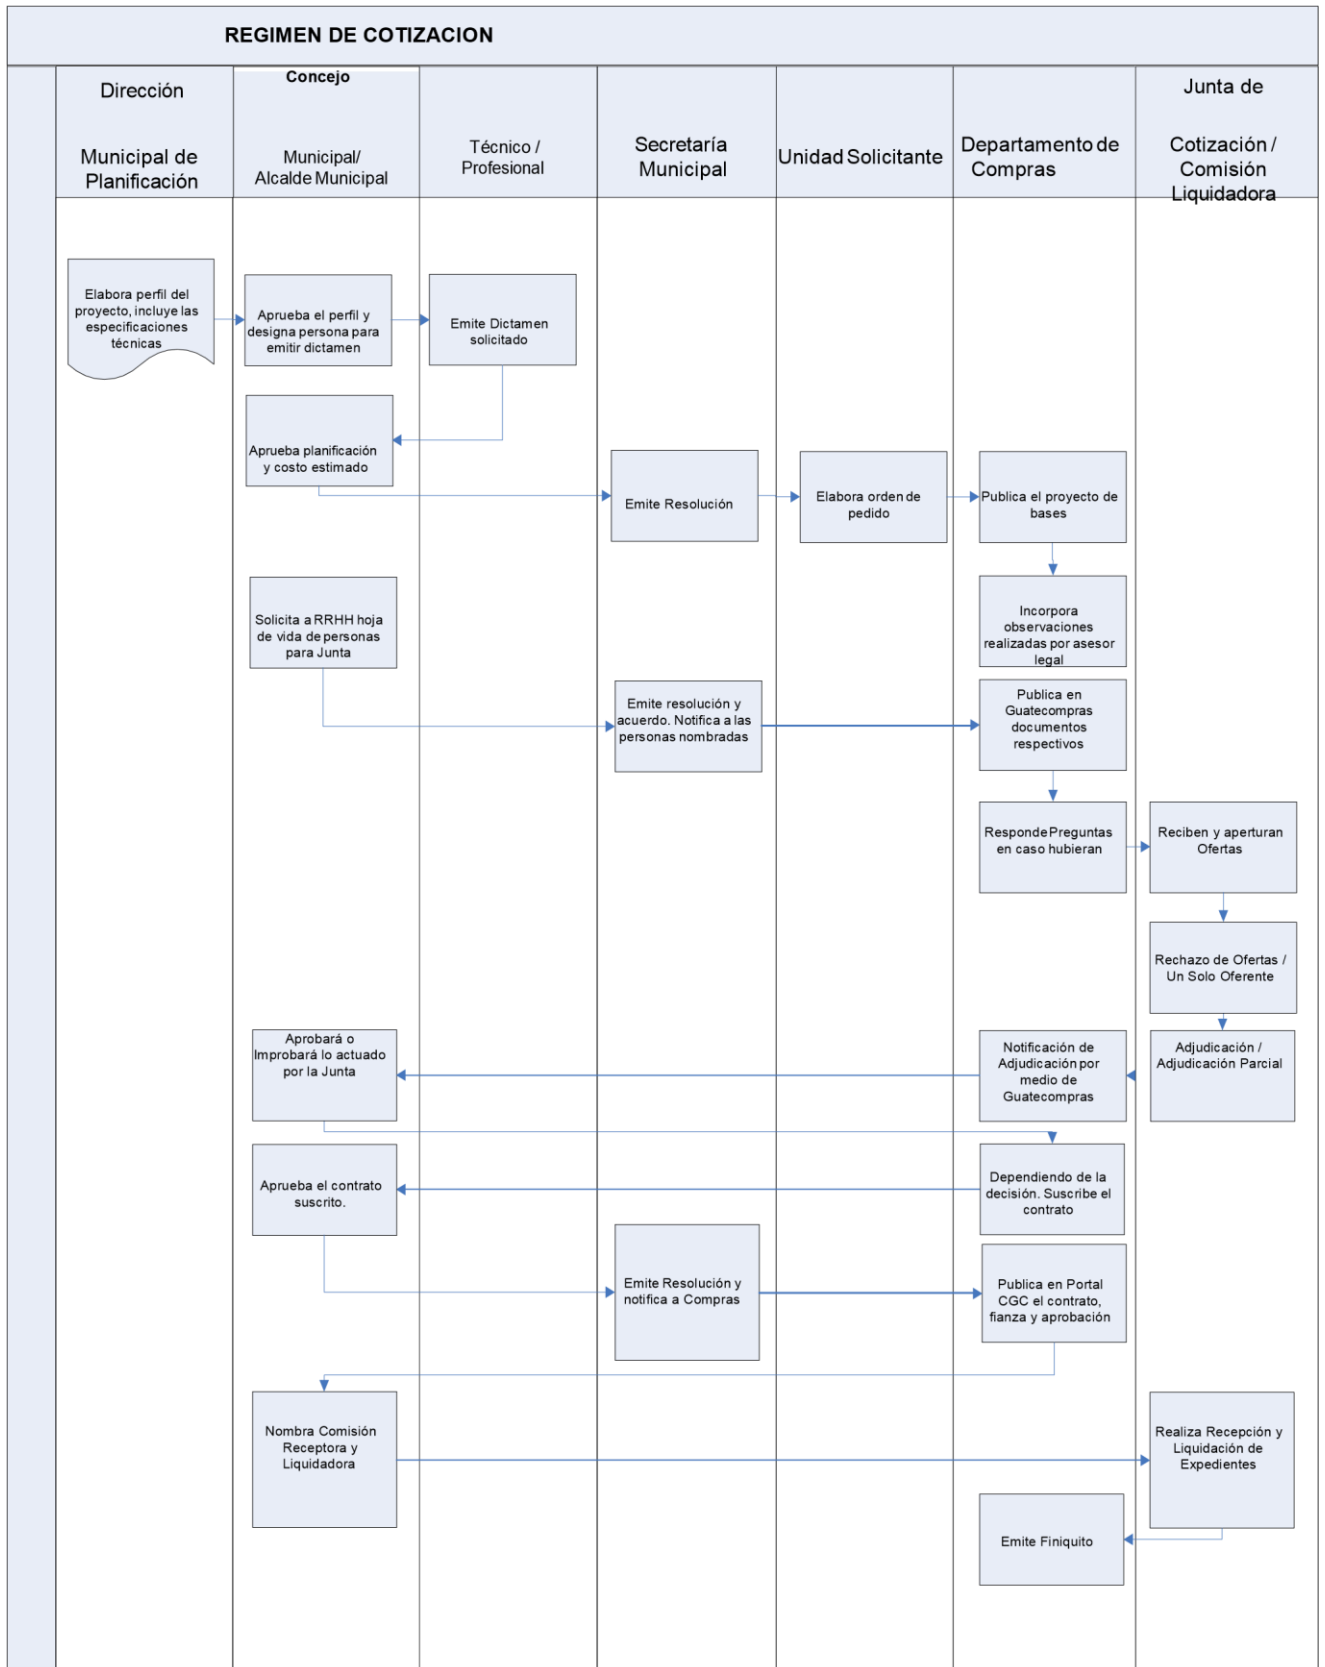 REGIMEN DE COTIZACION
Dirección
Municipal de
Planificación
Concejo
Municipal/
Alcalde Municipal
Técnico /
Profesional
Secretaría
Municipal
Unidad Solicitante
Departamento de
Compras
Junta de
Cotización /
Comisión
Liquidadora
Elabora perfil del
proyecto, incluye las
especificaciones
técnicas
Aprueba el perfil y
designa persona para
emitir dictamen
Emite Dictamen
solicitado
Aprueba planificación
y costo estimado
Emite Resolución
Elabora orden de
pedido
Publica el proyecto de
bases
Incorpora
observaciones
realizadas por asesor
legal
Solicita a RRHH hoja
de vida de personas
para Junta
Emite resolución y
acuerdo. Notifica a las
personas nombradas
Publica en
Guatecompras
documentos
respectivos
Responde Preguntas
en caso hubieran
Reciben y aperturan
Ofertas
Rechazo de Ofertas /
Un Solo Oferente
Adjudicación /
Adjudicación Parcial
Notificación de
Adjudicación por
medio de
Guatecompras
Aprobará o
Improbará lo actuado
por la Junta
Dependiendo de la
decisión. Suscribe el
contrato
Aprueba el contrato
suscrito.
Emite Resolución y
notifica a Compras
Publica en Portal
CGC el contrato,
fianza y aprobación
Nombra Comisión
Receptora y
Liquidadora
Realiza Recepción y
Liquidación de
Expedientes
Emite Finiquito